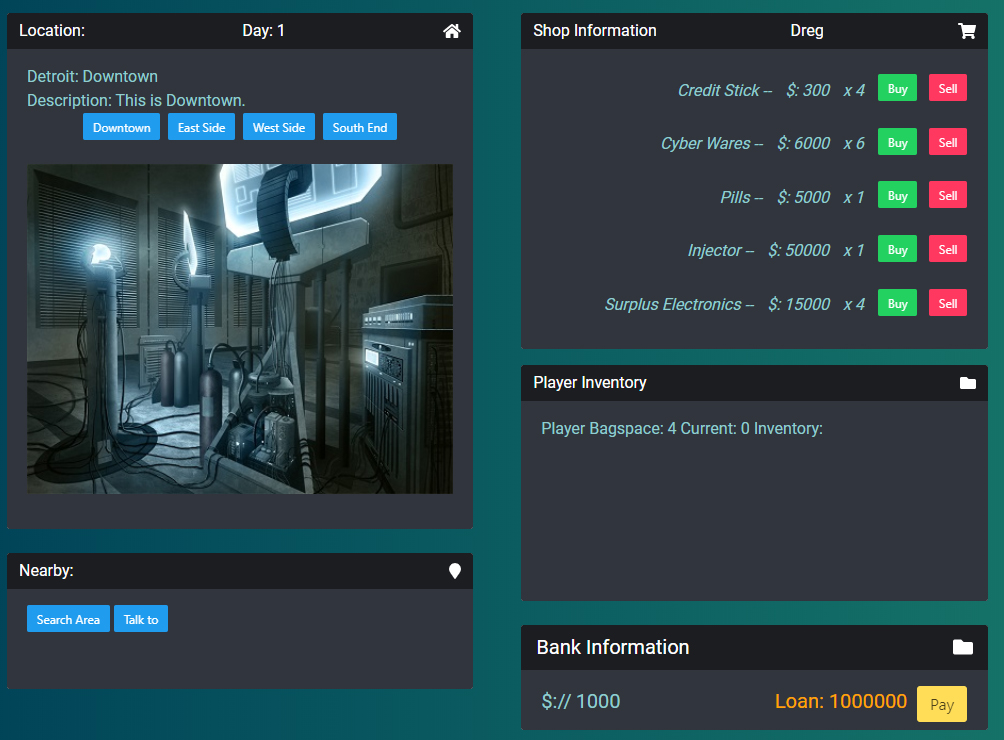 Location:
Day: 1
Detroit: Downtown
Description: This is Downtown.
Downtown
East Side
West Side
South End
Nearby:
Search Area
Talk to
Shop Information
Dreg
Credit Stick -- $: 300 x 4 Buy Sell
Cyber Wares -- $: 6000 x 6 Buy Sell
Pills -- $: 5000 x 1 Buy Sell
Injector -- $: 50000 x 1 Buy Sell
Surplus Electronics -- $: 15000 x 4 Buy Sell
Player Inventory
Player Bagspace: 4 Current: 0 Inventory:
Bank Information
$:// 1000
Loan: 1000000
Pay